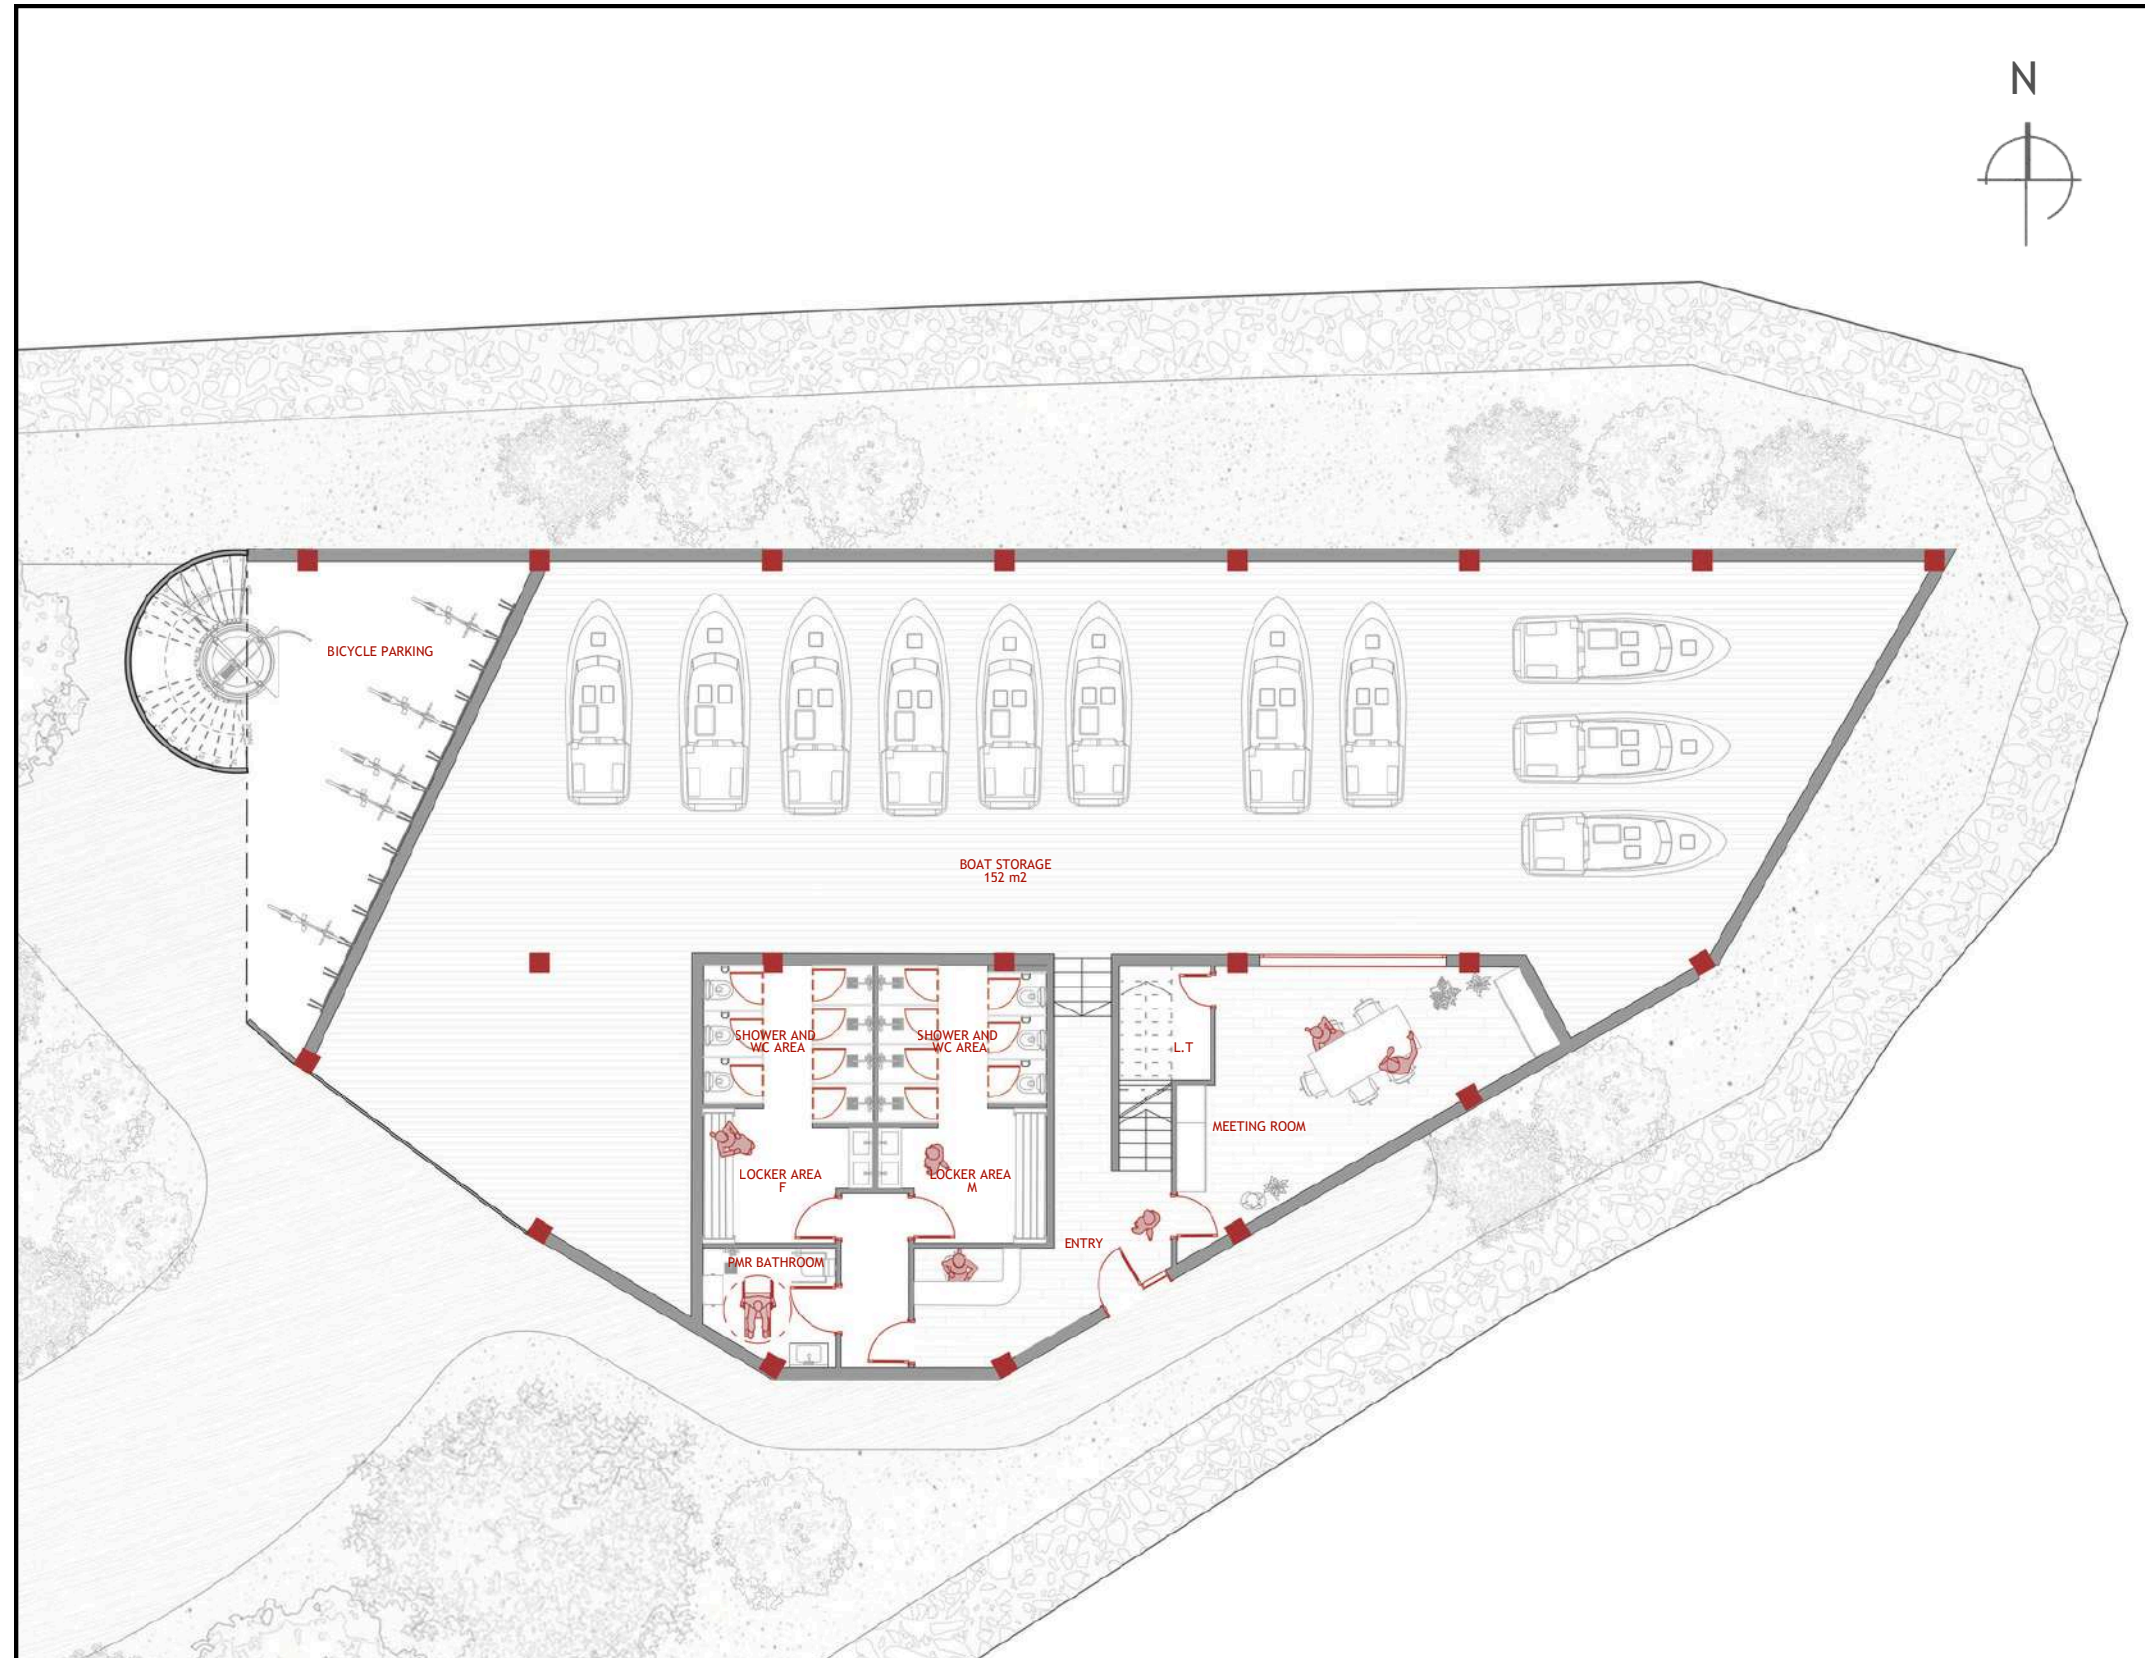 N
BICYCLE PARKING
BOAT STORAGE
152 m2
SHOWER AND
WC AREA
SHOWER AND
WC AREA
L.T
MEETING ROOM
LOCKER AREA
F
LOCKER AREA
M
ENTRY
PMR BATHROOM